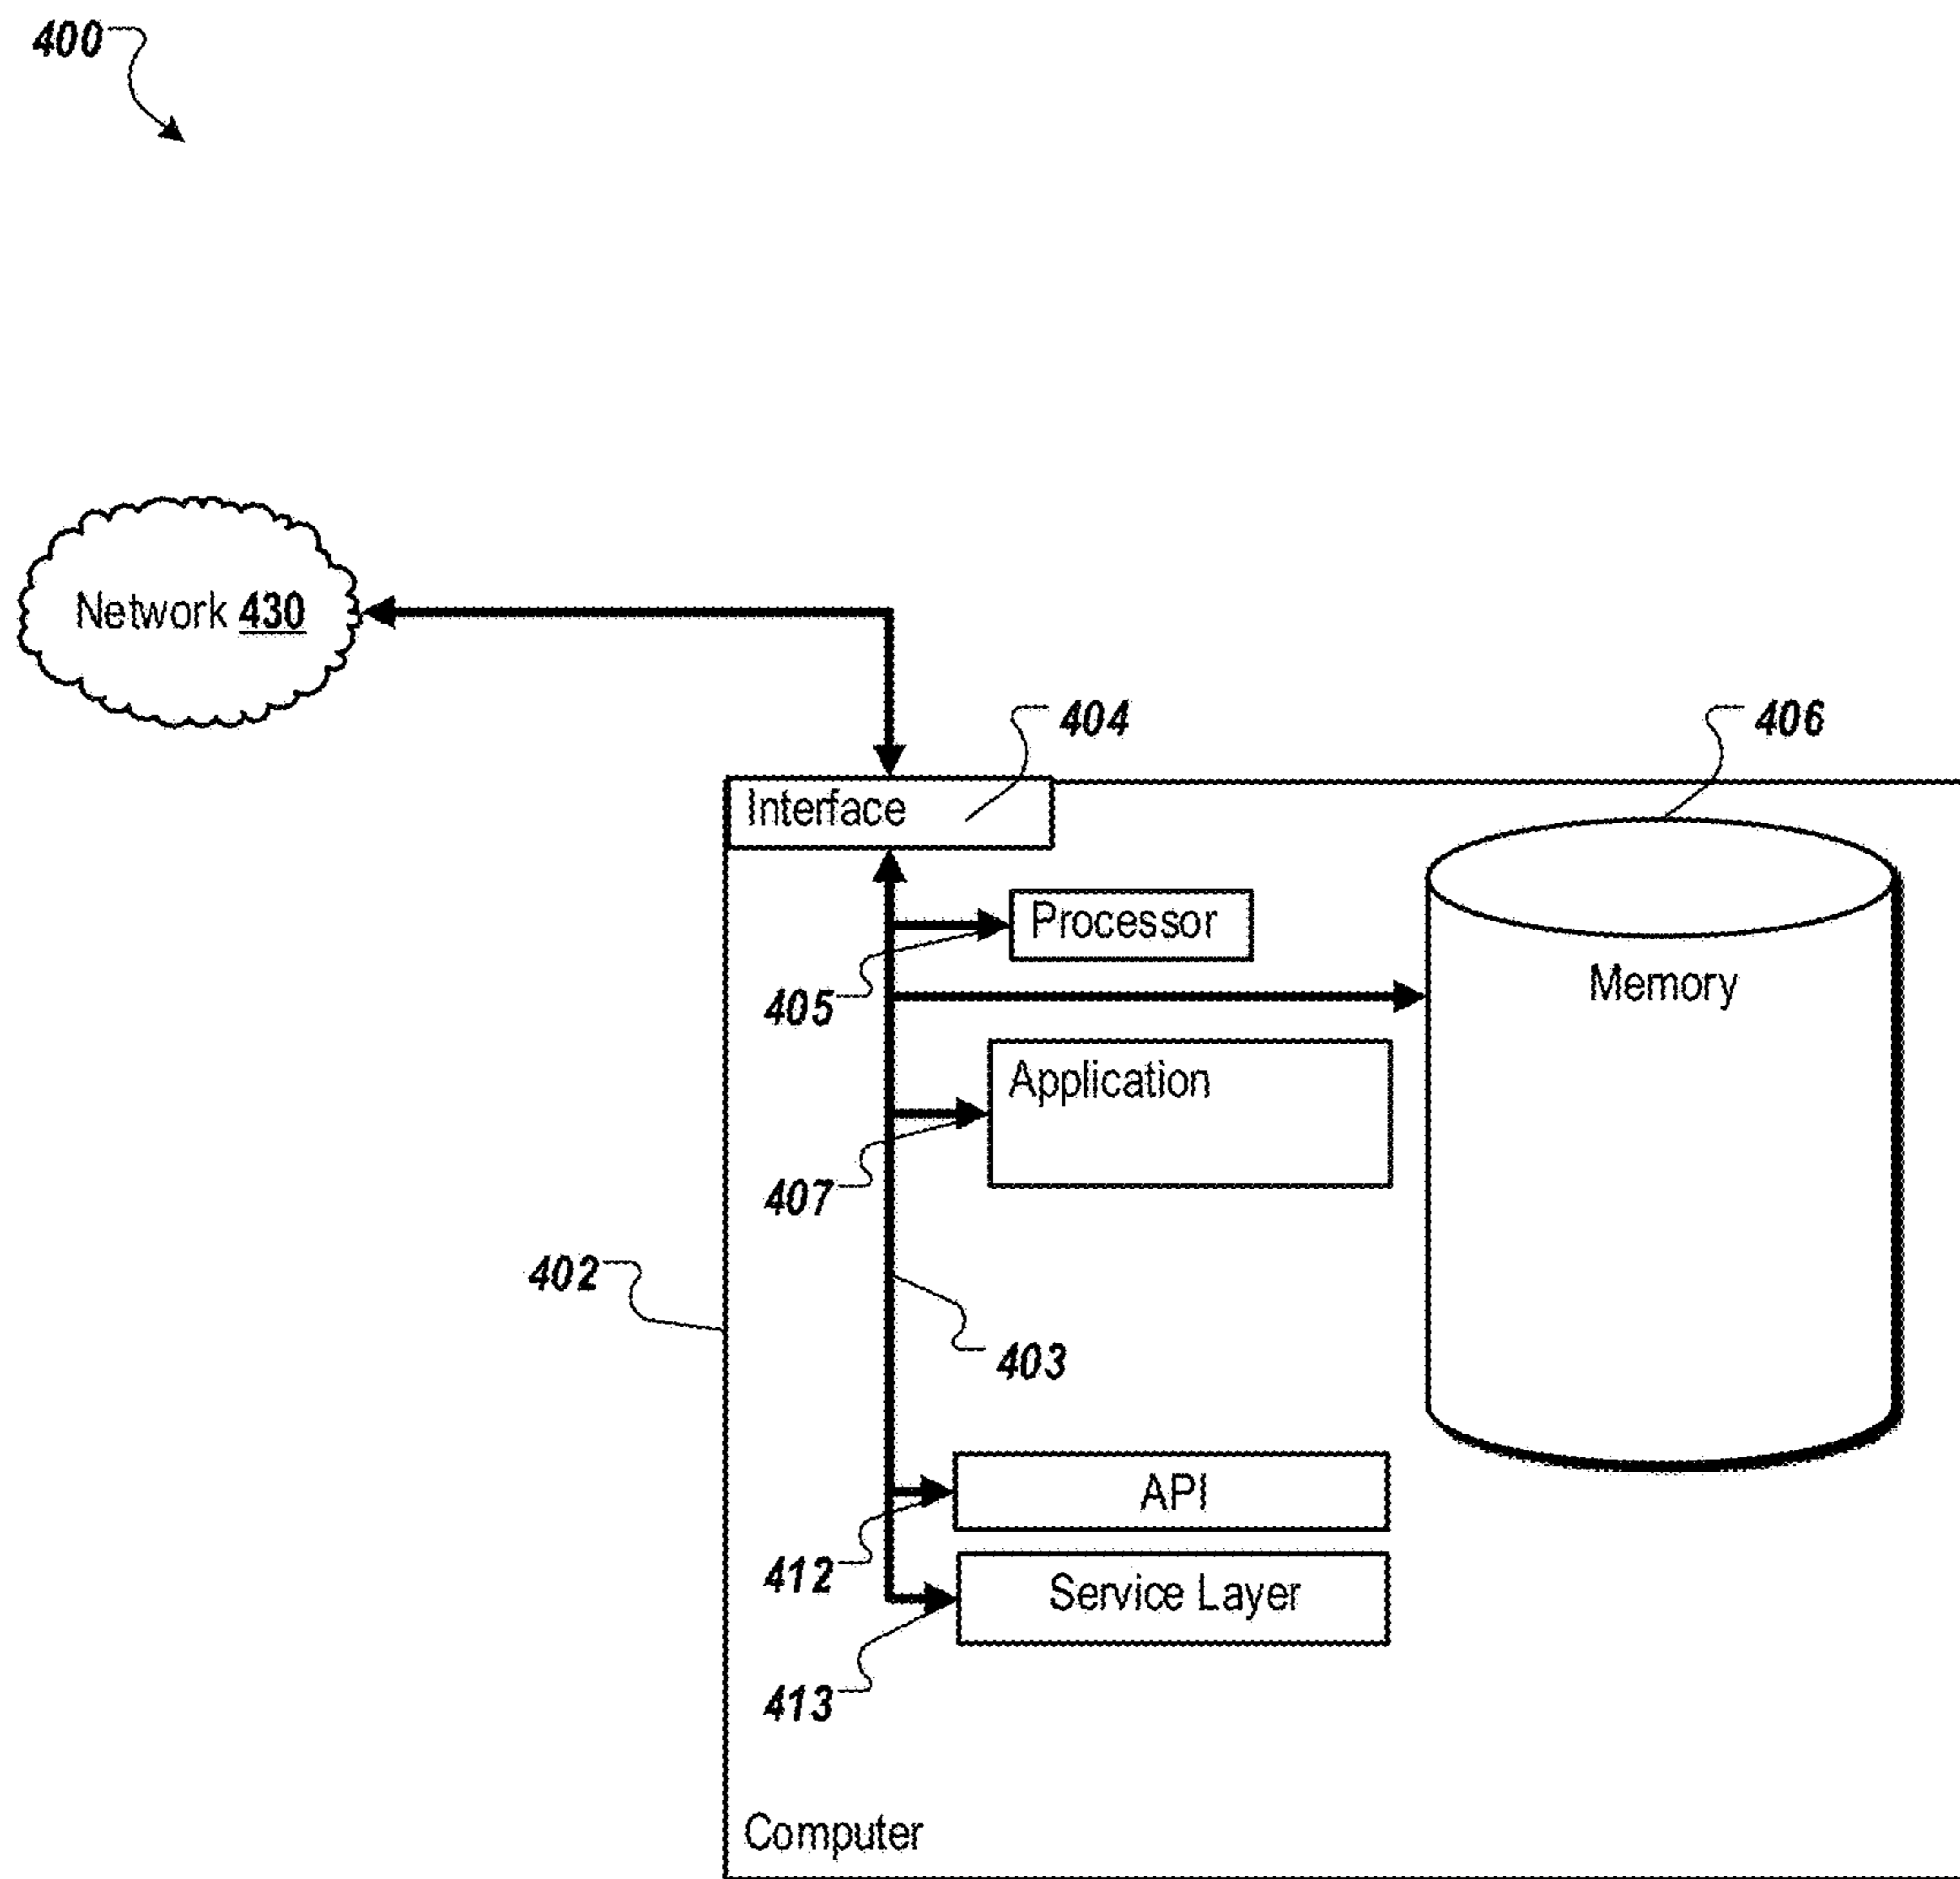 400
Network 430
404
406
Interface
Processor
Memory
405
Application
407
402
403
API
412
Service Layer
413
Computer